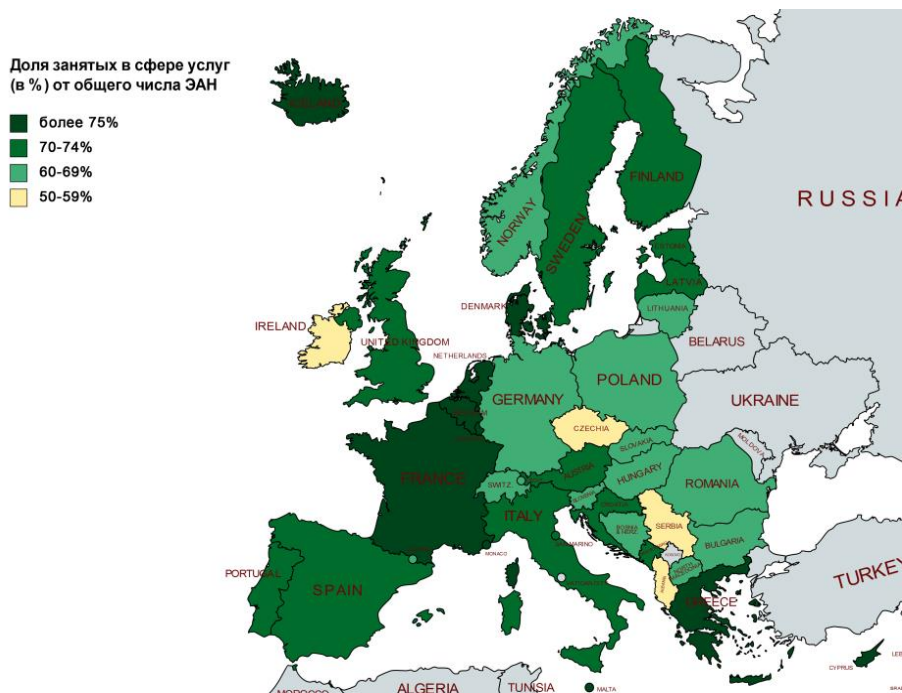 Доля занятых в сфере услуг
(в %) от общего числа ЭАН
более 75%
70-74%
60-69%
50-59%
ICELAND
RUSSIA
FINLAND
NORWAY
SWEDEN
ESTONIA
LATVIA
LITHUANIA
DENMARK
IRELAND
UNITED KINGDOM
NETHERLANDS
BELARUS
POLAND
GERMANY
UKRAINE
CZECHIA
SLOVAKIA
MOLDOVA
FRANCE
SWITZ.
AUSTRIA
HUNGARY
ROMANIA
ITALY
SERBIA
BULGARIA
MONACO
PORTUGAL
SPAIN
GREECE
TURKEY
CYPRUS
MALTA
MOROCCO
ALGERIA
TUNISIA